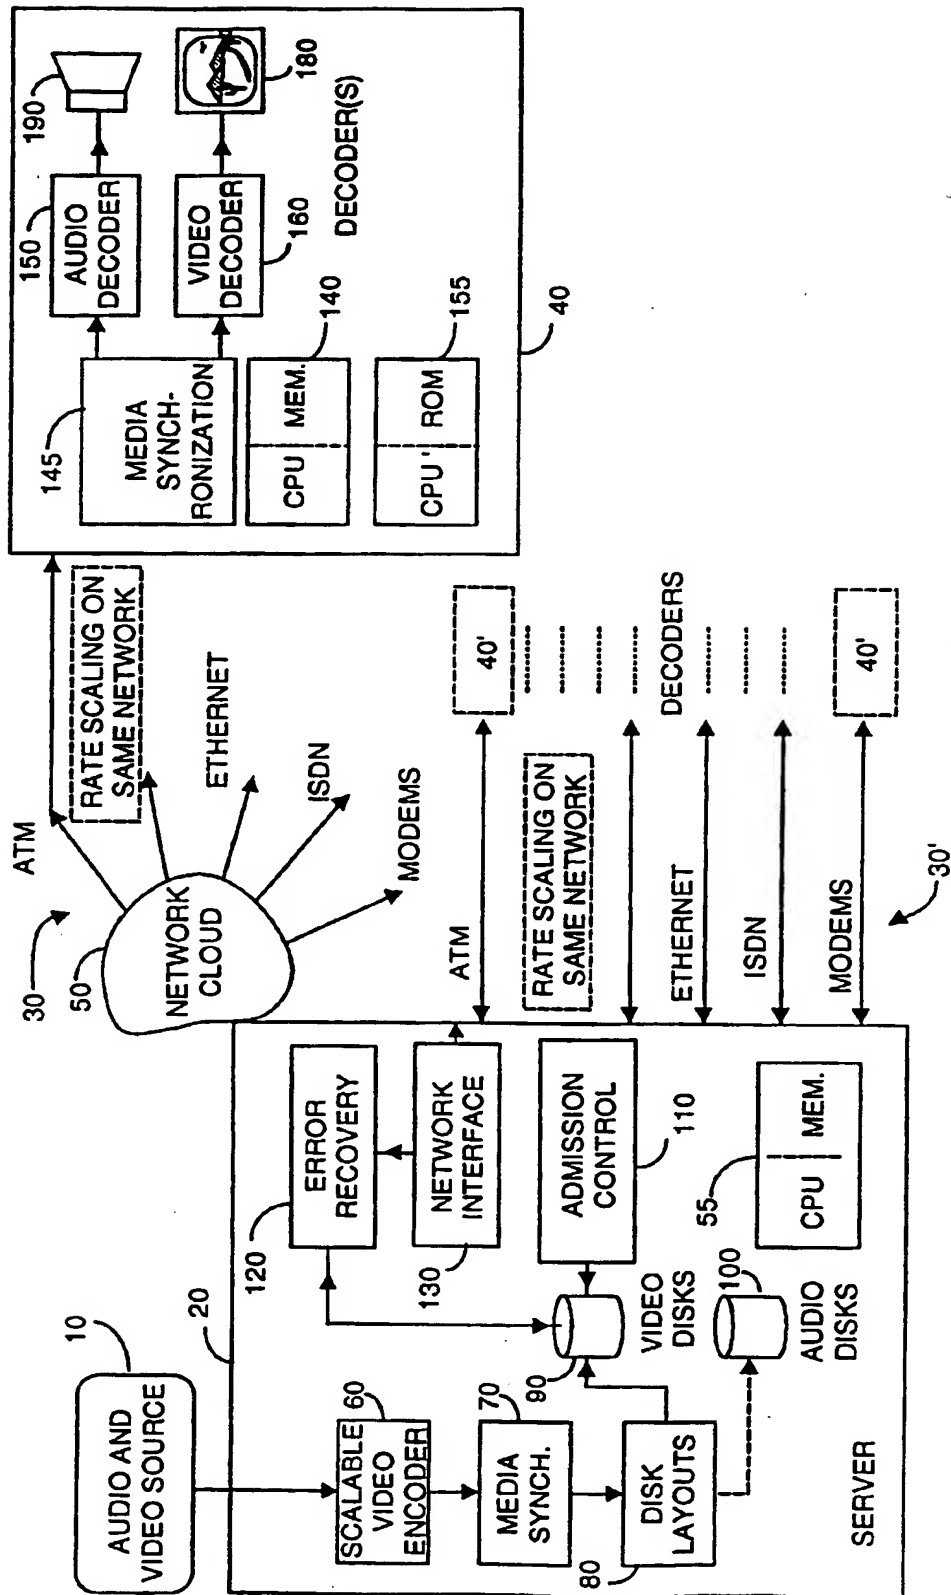 10
AUDIO AND
VIDEO SOURCE
20
SCALABLE
VIDEO
ENCODER
60
MEDIA
SYNCH.
70
DISK
LAYOUTS
80
SERVER
120
ERROR
RECOVERY
NETWORK
INTERFACE
130
90
VIDEO
DISKS
ADMISSION
CONTROL
110
100
AUDIO
DISKS
55
CPU
MEM.
30
50
NETWORK
CLOUD
ATM
RATE SCALING ON
SAME NETWORK
ETHERNET
ISDN
MODEMS
ATM
RATE SCALING ON
SAME NETWORK
ETHERNET
ISDN
MODEMS
30'
40'
DECODERS
40'
145
MEDIA
SYNCH-
RONIZATION
150
AUDIO
DECODER
190
VIDEO
DECODER
160
180
CPU
MEM.
140
CPU '
ROM
155
DECODER(S)
40